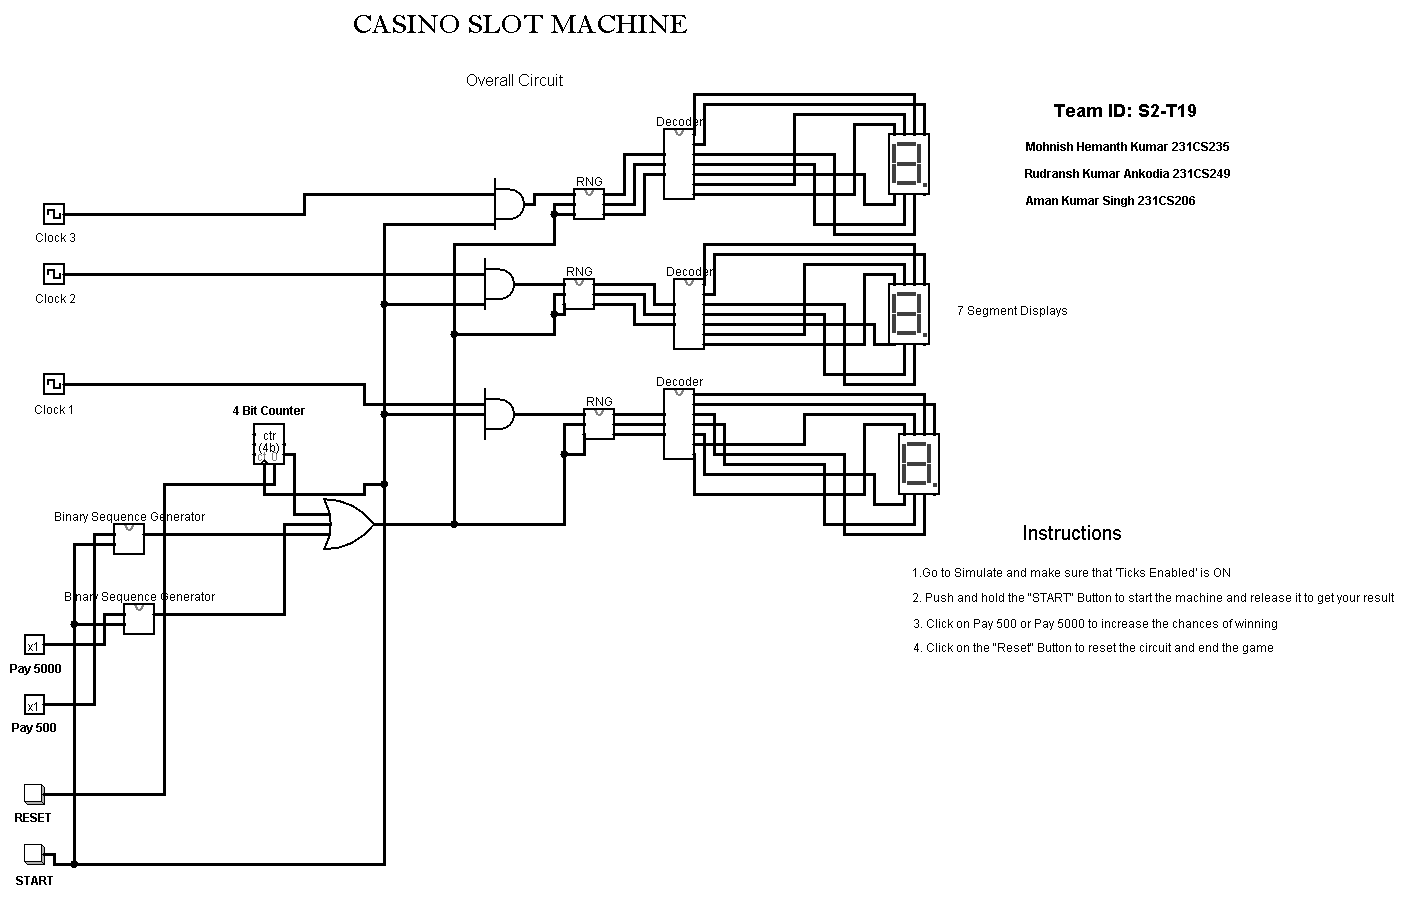 CASINO SLOT MACHINE
Overall Circuit
Team ID: S2-T19
Mohnish Hemanth Kumar 231CS235
Rudransh Kumar Ankodia 231CS249
Aman Kumar Singh 231CS206
Decoder
RNG
Clock 3
Decoder
RNG
Clock 2
7 Segment Displays
Decoder
RNG
Clock 1
4 Bit Counter
ctr
(4b)
ct 0
Binary Sequence Generator
Binary Sequence Generator
x1
Pay 5000
x1
Pay 500
RESET
START
Instructions
1.Go to Simulate and make sure that 'Ticks Enabled' is ON
2. Push and hold the "START" Button to start the machine and release it to get your result
3. Click on Pay 500 or Pay 5000 to increase the chances of winning
4. Click on the "Reset" Button to reset the circuit and end the game